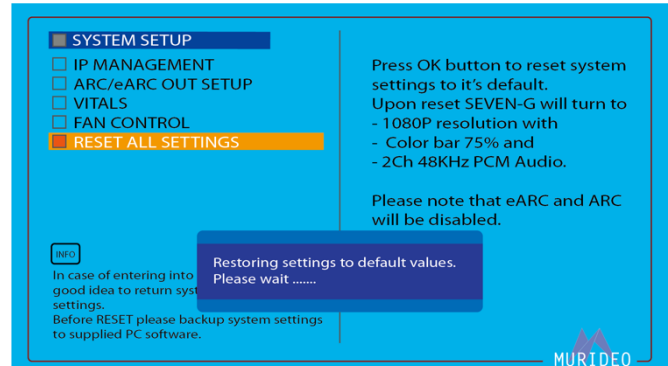 SYSTEM SETUP
IP MANAGEMENT
ARC/eARC OUT SETUP
VITALS
FAN CONTROL
RESET ALL SETTINGS
Press OK button to reset system
settings to it's default.
Upon reset SEVEN-G will turn to
- 1080P resolution with
- Color bar 75% and
- 2Ch 48KHz PCM Audio.
Please note that eARC and ARC
will be disabled.
INFO
In case of entering into
good idea to return syst
settings.
Before RESET please backup system settings
to supplied PC software.
Restoring settings to default values.
Please wait .......
MURIDEO